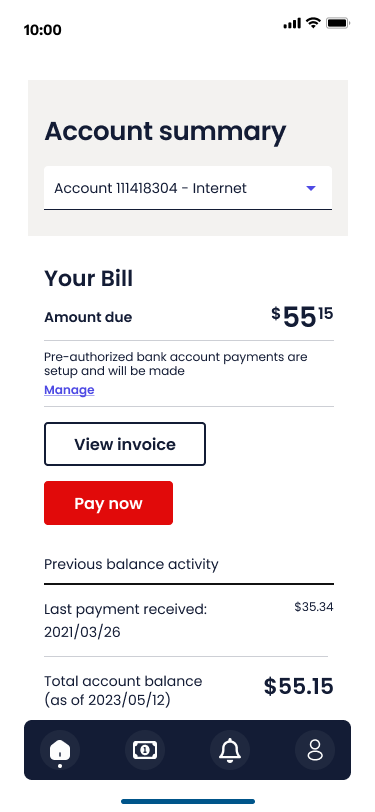 10:00
Account summary
Account 111418304 - Internet
Your Bill
Amount due $55 15
Pre-authorized bank account payments are
setup and will be made
Manage
View invoice
Pay now
Previous balance activity
Last payment received: $35.34
2021/03/26
Total account balance $55.15
(as of 2023/05/12)